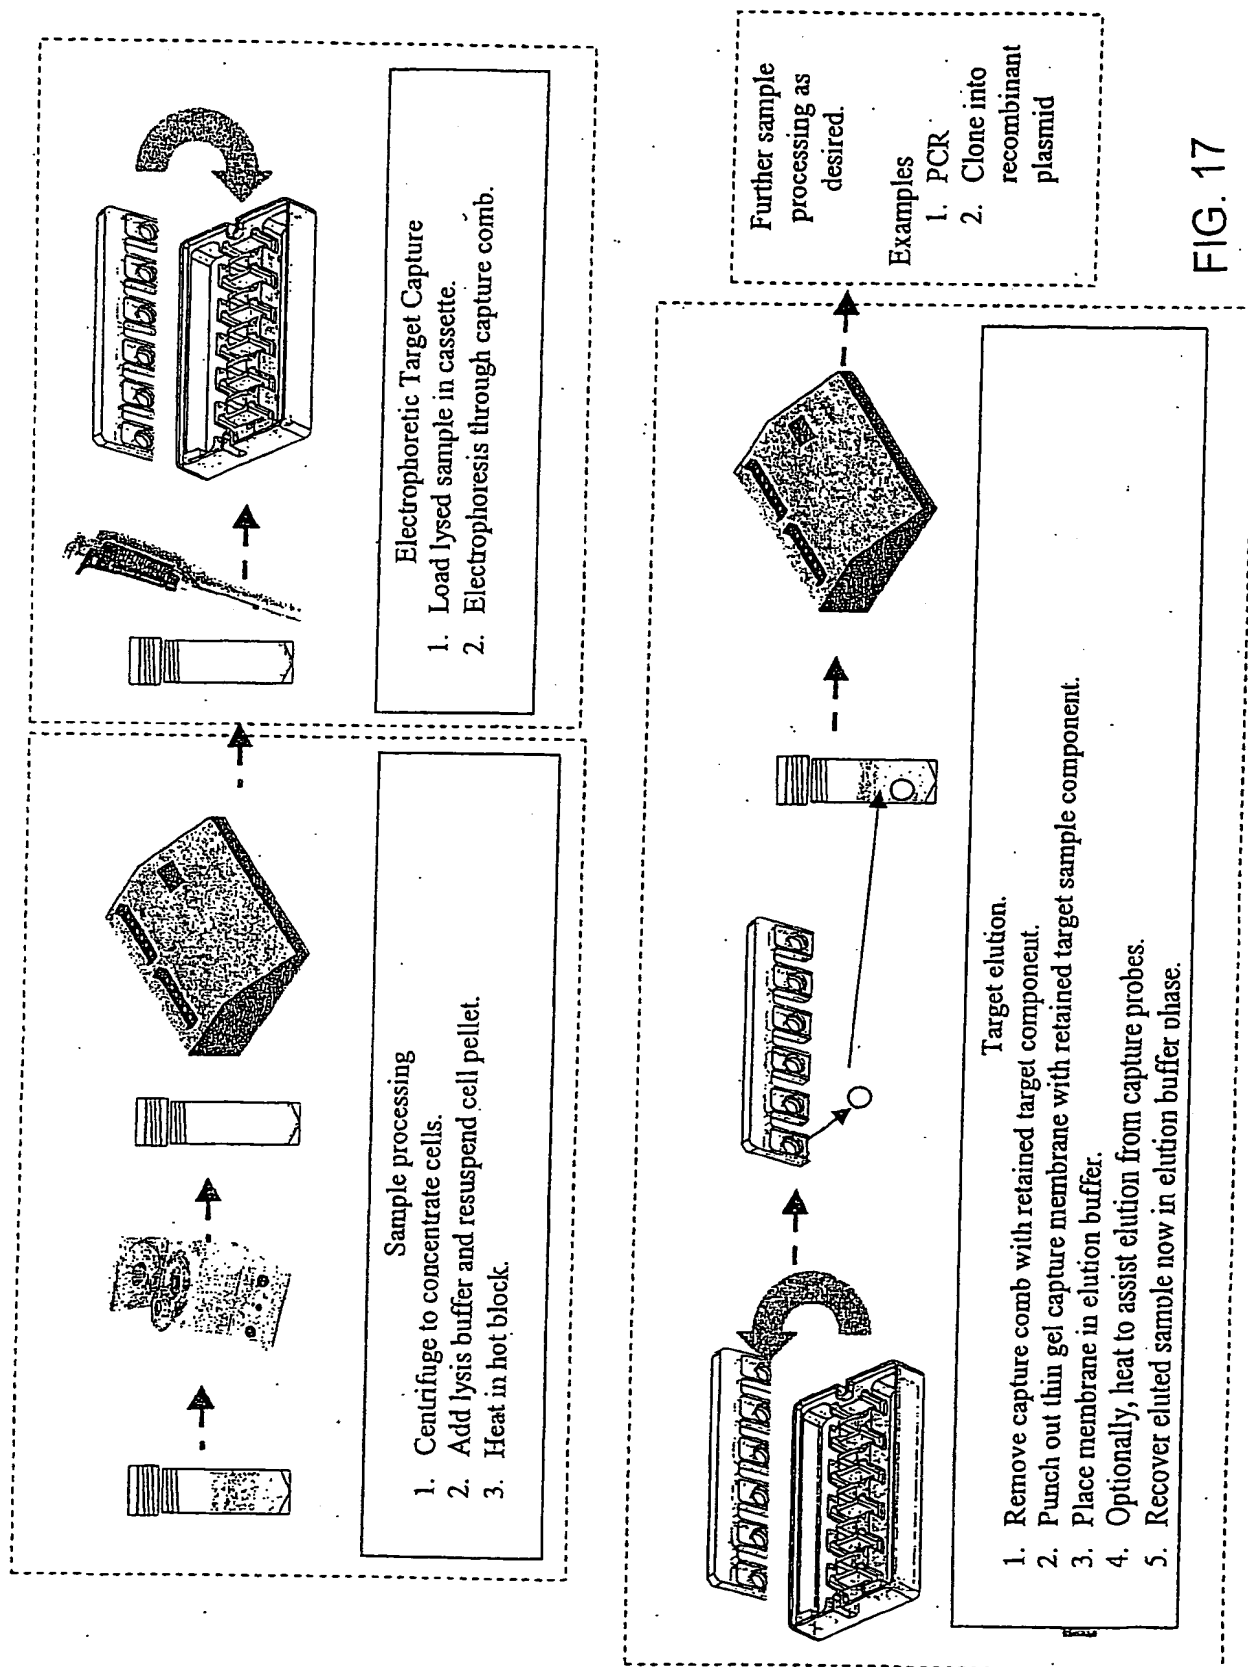 Sample processing
1. Centrifuge to concentrate cells.
2. Add lysis buffer and resuspend cell pellet.
3. Heat in hot block.
Electrophoretic Target Capture
1. Load lysed sample in cassette.
2. Electrophoresis through capture comb.
Target elution.
1. Remove capture comb with retained target component.
2. Punch out thin gel capture membrane with retained target sample component.
3. Place membrane in elution buffer.
4. Optionally, heat to assist elution from capture probes.
5. Recover eluted sample now in elution buffer phase.
Further sample
processing as
desired.
Examples
1. PCR
2. Clone into
recombinant
plasmid
FIG. 17